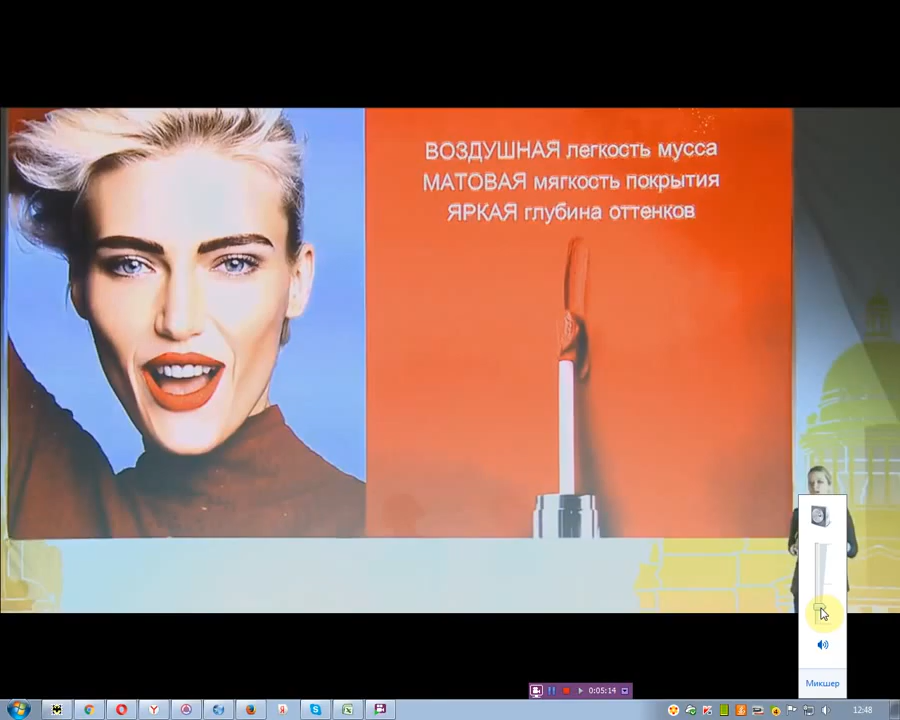 ВОЗДУШНАЯ легкость мусса
МАТОВАЯ мягкость покрытия
ЯРКАЯ глубина оттенков
Микшер
0:05:14
12:48